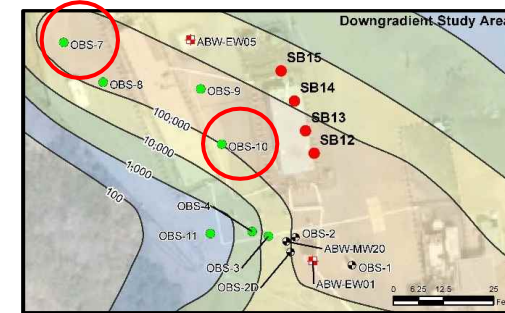 Downgradient Study Area
OBS-7
ABW-EW05
SB15
OBS-8
OBS-9
SB14
100,000
SB13
OBS-10
SB12
10,000
1,000
100
OBS-4
OBS-11
OBS-2
ABW-MW20
OBS-3
OBS-1
OBS-2D
ABW-EW01
0 6.25 12.5 25
Fe